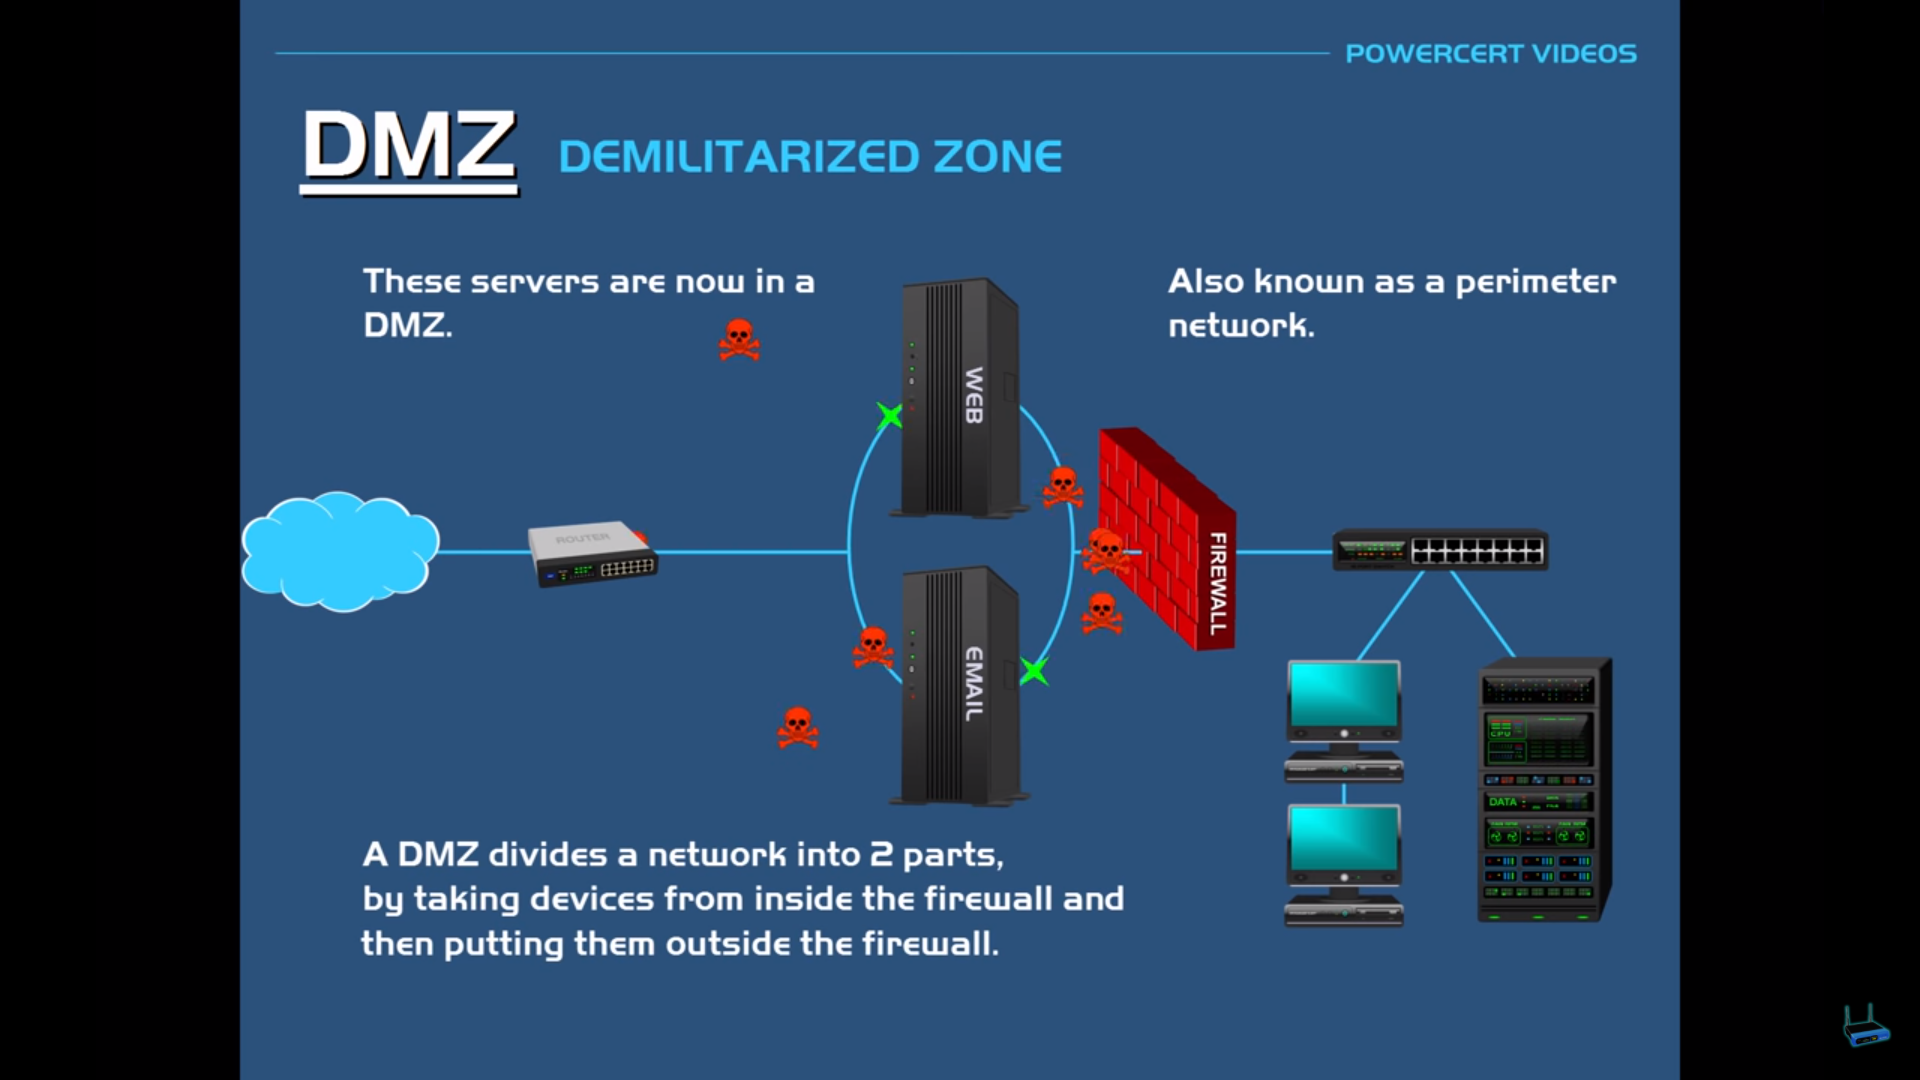 POWERCERT VIDEOS
DMZ DEMILITARIZED ZONE
These servers are now in a
DMZ.
Also known as a perimeter
network.
WEB
ROUTER
FIREWALL
EMAIL
CPU
DATA
A DMZ divides a network into 2 parts,
by taking devices from inside the firewall and
then putting them outside the firewall.